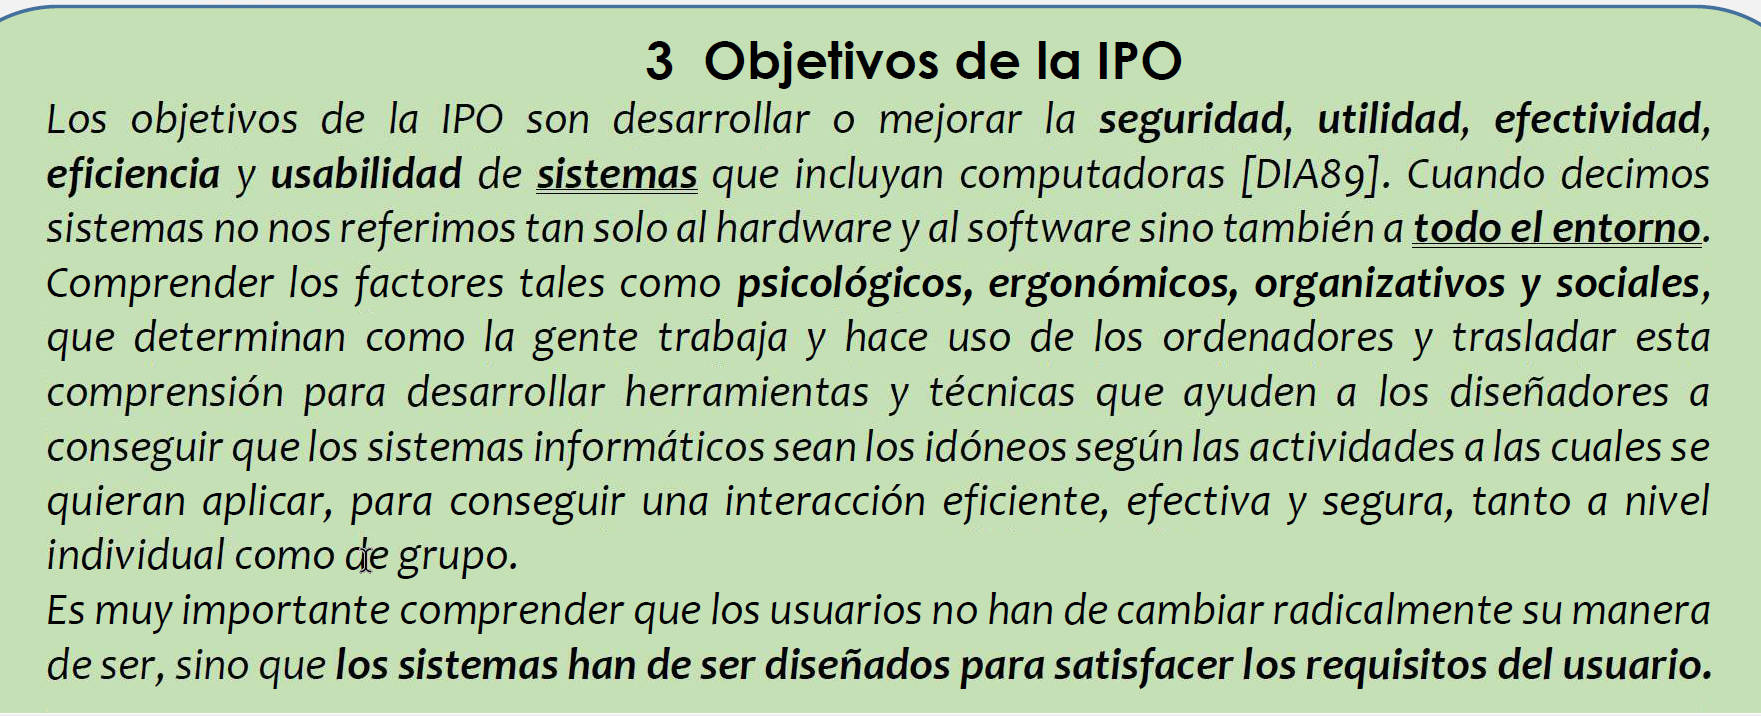 3 Objetivos de la IPO
Los objetivos de la IPO son desarrollar o mejorar la seguridad, utilidad, efectividad,
eficiencia y usabilidad de sistemas que incluyan computadoras [DIA89]. Cuando decimos
sistemas no nos referimos tan solo al hardware y al software sino también a todo el entorno.
Comprender los factores tales como psicológicos, ergonómicos, organizativos y sociales,
que determinan como la gente trabaja y hace uso de los ordenadores y trasladar esta
comprensión para desarrollar herramientas y técnicas que ayuden a los diseñadores a
conseguir que los sistemas informáticos sean los idóneos según las actividades a las cuales se
quieran aplicar, para conseguir una interacción eficiente, efectiva y segura, tanto a nivel
individual como de grupo.
Es muy importante comprender que los usuarios no han de cambiar radicalmente su manera
de ser, sino que los sistemas han de ser diseñados para satisfacer los requisitos del usuario.